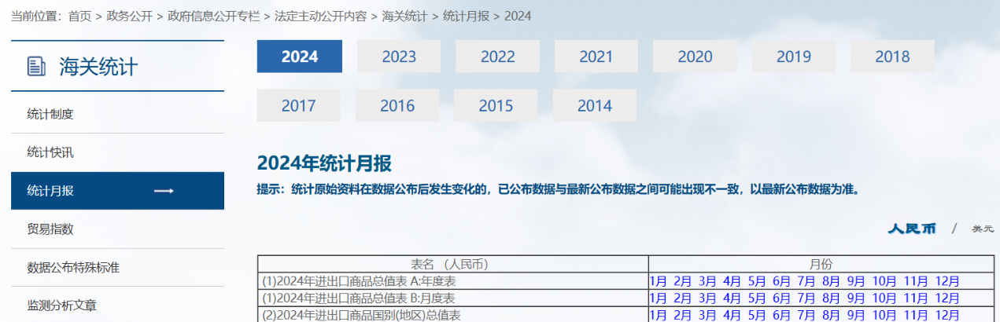 当前位置：首页 > 政务公开 > 政府信息公开专栏 > 法定主动公开内容 > 海关统计 > 统计月报 > 2024
海关统计
统计制度
统计快讯
统计月报
贸易指数
数据公布特殊标准
监测分析文章
2024 2023 2022 2021 2020 2019 2018
2017 2016 2015 2014
2024年统计月报
提示：统计原始资料在数据公布后发生变化的，已公布数据与最新公布数据之间可能出现不一致，以最新公布数据为准。
人民币 / 美元
表名 （人民币） 月份
(1)2024年进出口商品总值表 A:年度表 1月 2月 3月 4月 5月 6月 7月 8月 9月 10月 11月 12月
(1)2024年进出口商品总值表 B:月度表 1月 2月 3月 4月 5月 6月 7月 8月 9月 10月 11月 12月
(2)2024年进出口商品国别(地区)总值表 1月 2月 3月 4月 5月 6月 7月 8月 9月 10月 11月 12月